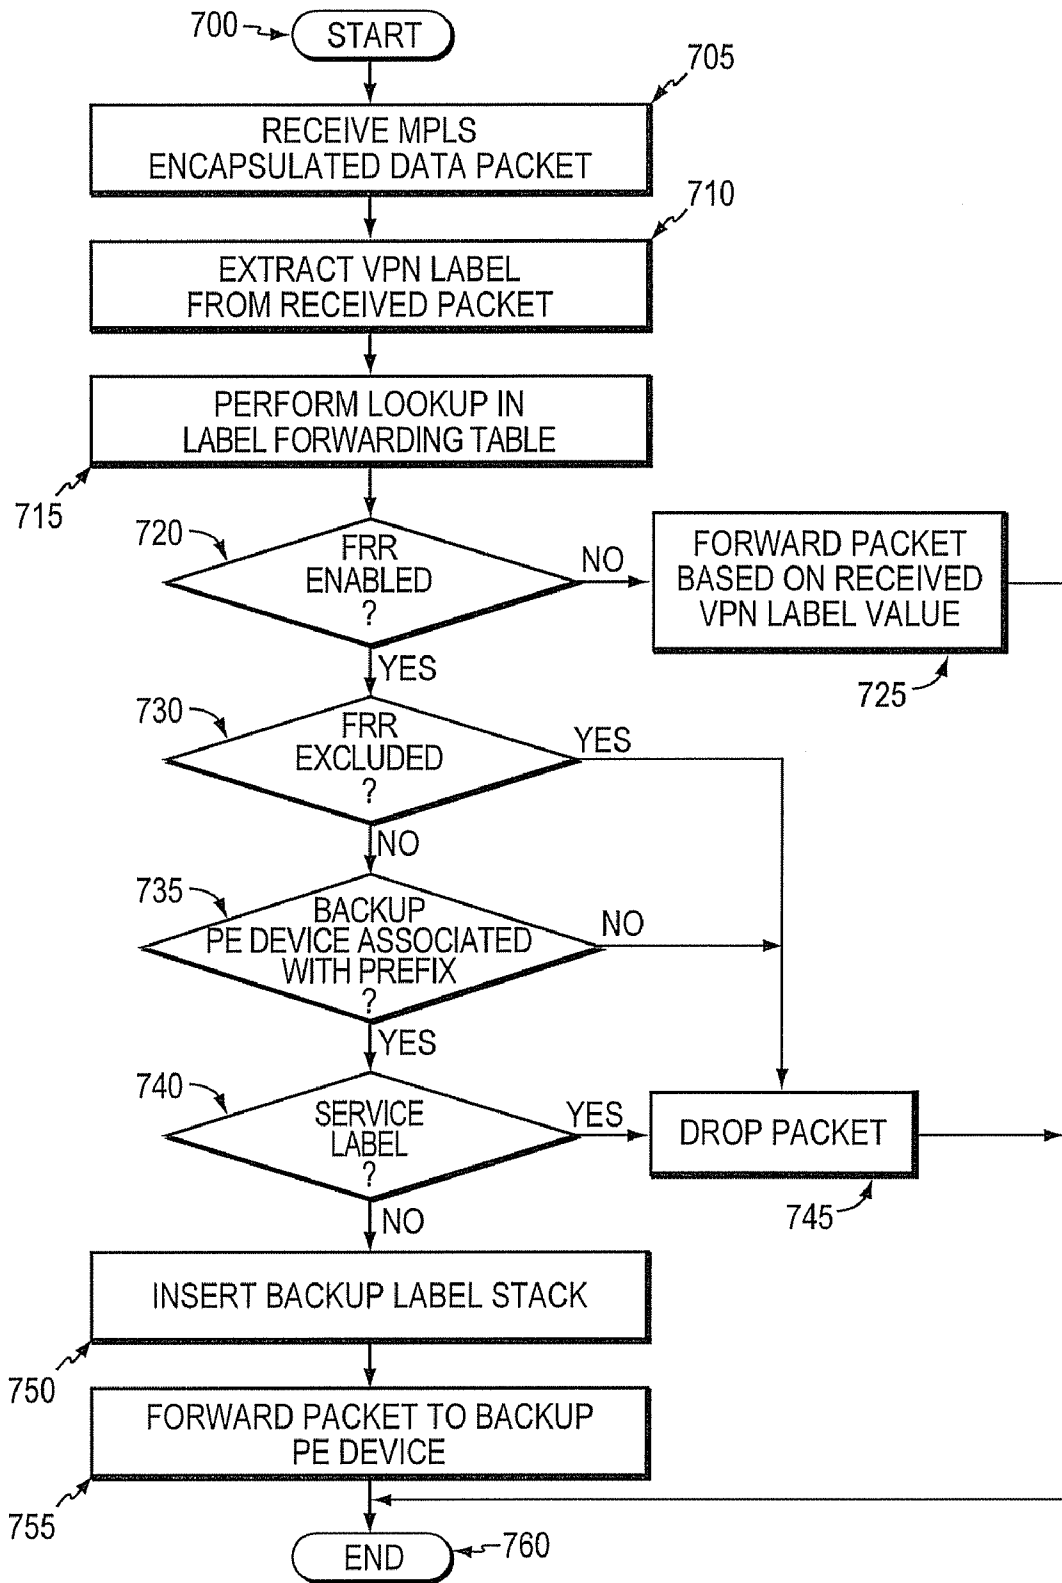 700
START
705
RECEIVE MPLS
ENCAPSULATED DATA PACKET
710
EXTRACT VPN LABEL
FROM RECEIVED PACKET
PERFORM LOOKUP IN
LABEL FORWARDING TABLE
715
720
FRR
ENABLED
?
NO
FORWARD PACKET
BASED ON RECEIVED
VPN LABEL VALUE
725
YES
730
FRR
EXCLUDED
?
YES
NO
735
BACKUP
PE DEVICE ASSOCIATED
WITH PREFIX
?
NO
YES
740
SERVICE
LABEL
?
YES
DROP PACKET
745
NO
INSERT BACKUP LABEL STACK
750
FORWARD PACKET TO BACKUP
PE DEVICE
755
END
760